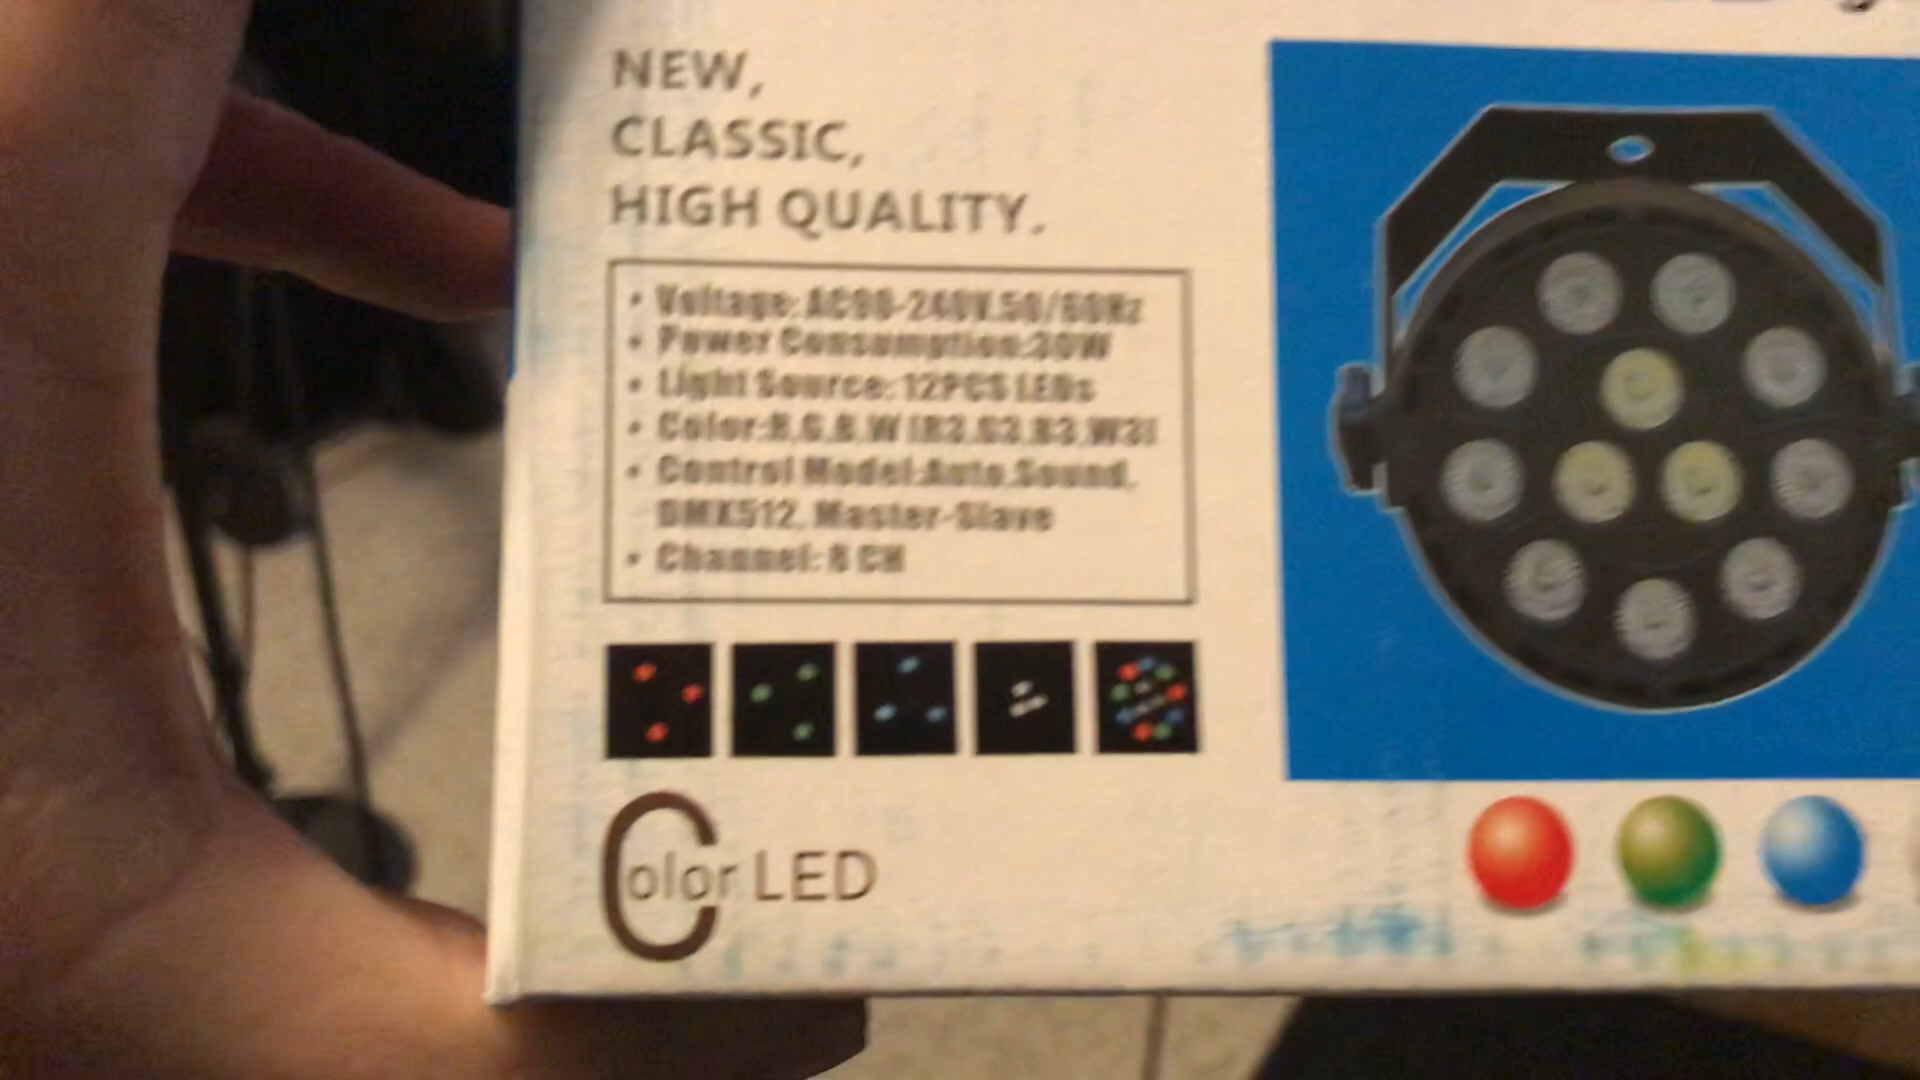 NEW,
CLASSIC,
HIGH QUALITY.
• Voltage: AC90-240V.50/60Hz
• Power Consumption:30W
• Light Source: 12PCS LEDs
• Color:R.G.B.W (R3.G3.B3.W3)
• Control Model:Auto.Sound,
DMX512, Master-Slave
• Channel: 8 CH
Color LED